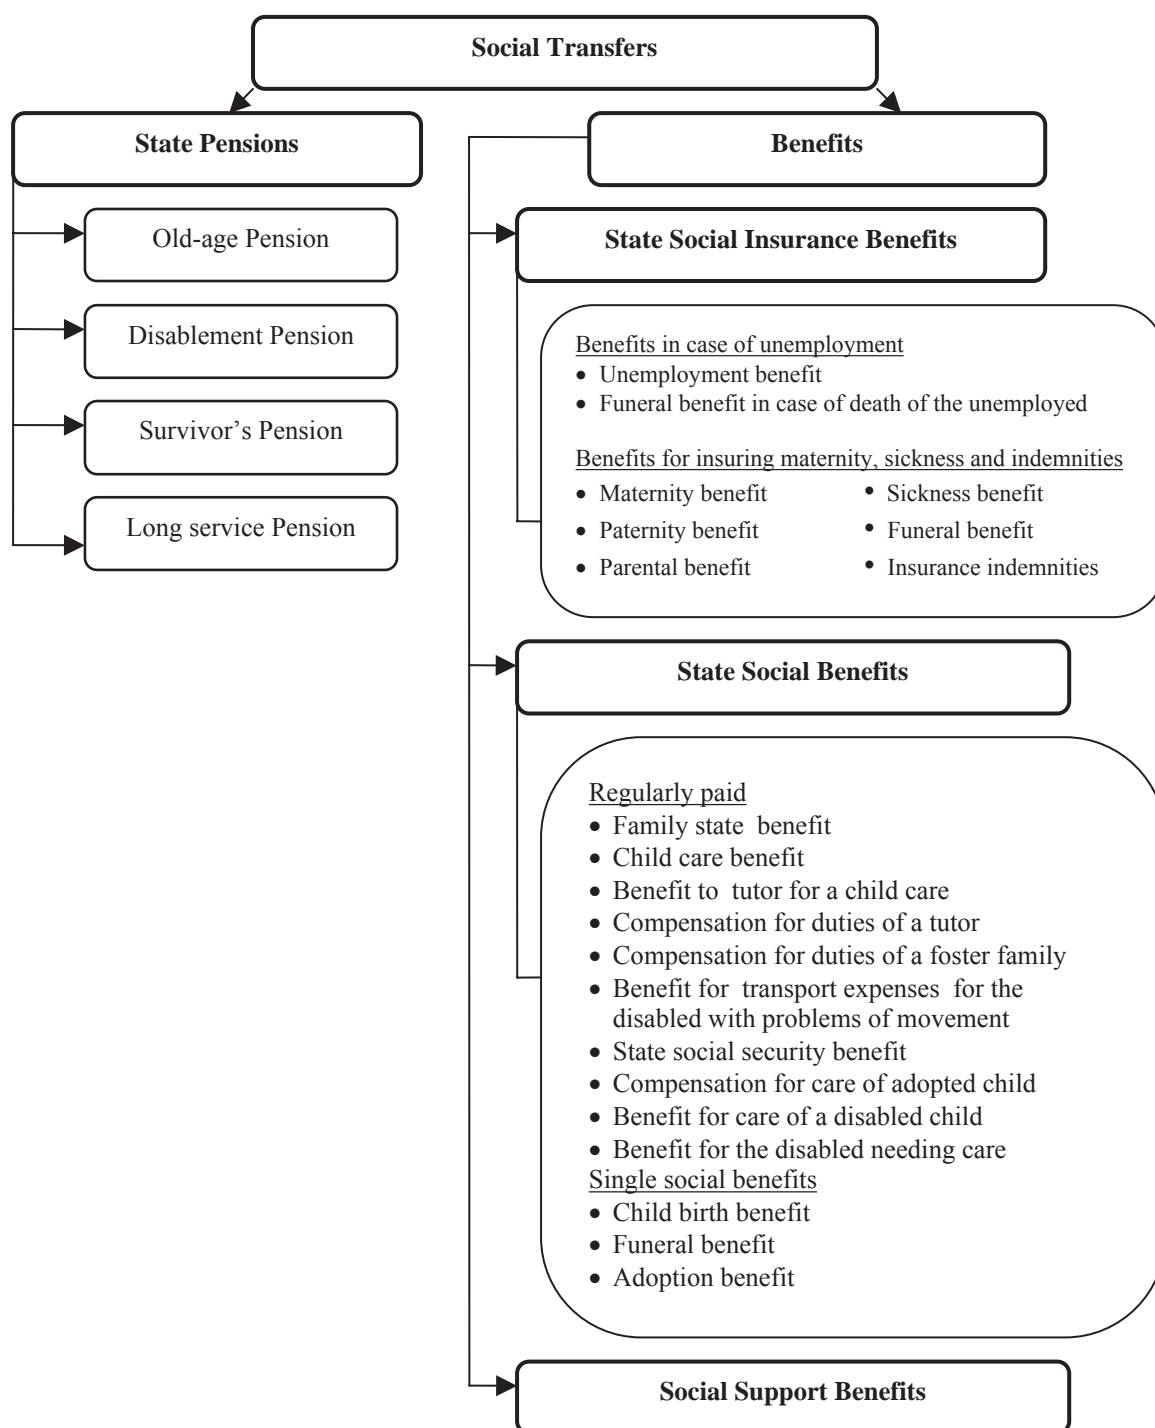 Social Transfers
State Pensions
Benefits
Old-age Pension
Disablement Pension
Survivor’s Pension
Long service Pension
State Social Insurance Benefits
Benefits in case of unemployment
• Unemployment benefit
• Funeral benefit in case of death of the unemployed
Benefits for insuring maternity, sickness and indemnities
• Maternity benefit
• Paternity benefit
• Parental benefit
• Sickness benefit
• Funeral benefit
• Insurance indemnities
State Social Benefits
Regularly paid
• Family state benefit
• Child care benefit
• Benefit to tutor for a child care
• Compensation for duties of a tutor
• Compensation for duties of a foster family
• Benefit for transport expenses for the
disabled with problems of movement
• State social security benefit
• Compensation for care of adopted child
• Benefit for care of a disabled child
• Benefit for the disabled needing care
Single social benefits
• Child birth benefit
• Funeral benefit
• Adoption benefit
Social Support Benefits